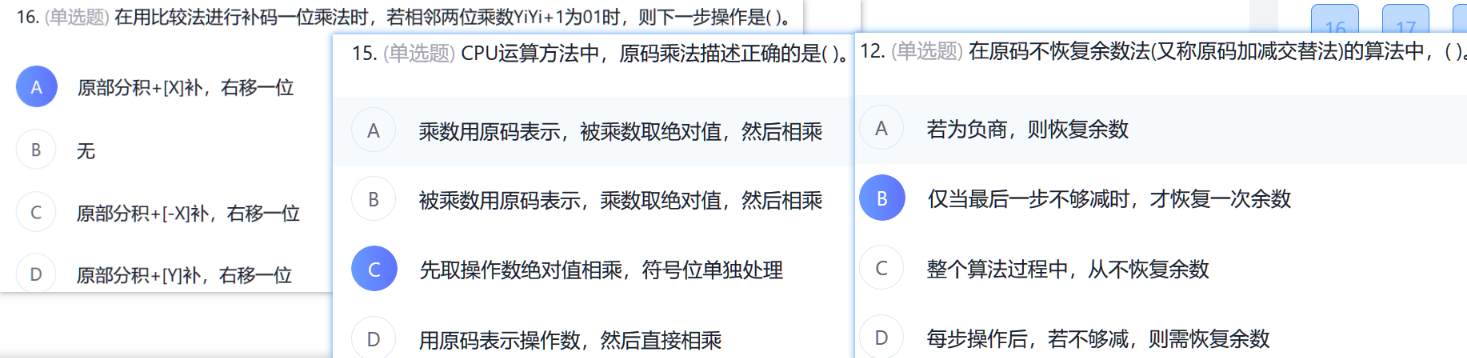 16. (单选题) 在用比较法进行补码一位乘法时，若相邻两位乘数YiYi+1为01时，则下一步操作是( )。
A 原部分积+[X]补，右移一位
B 无
C 原部分积+[-X]补，右移一位
D 原部分积+[Y]补，右移一位
15. (单选题) CPU运算方法中，原码乘法描述正确的是( )。
A 乘数用原码表示，被乘数取绝对值，然后相乘
B 被乘数用原码表示，乘数取绝对值，然后相乘
C 先取操作数绝对值相乘，符号位单独处理
D 用原码表示操作数，然后直接相乘
16 17
12. (单选题) 在原码不恢复余数法(又称原码加减交替法)的算法中，( )。
A 若为负商，则恢复余数
B 仅当最后一步不够减时，才恢复一次余数
C 整个算法过程中，从不恢复余数
D 每步操作后，若不够减，则需恢复余数